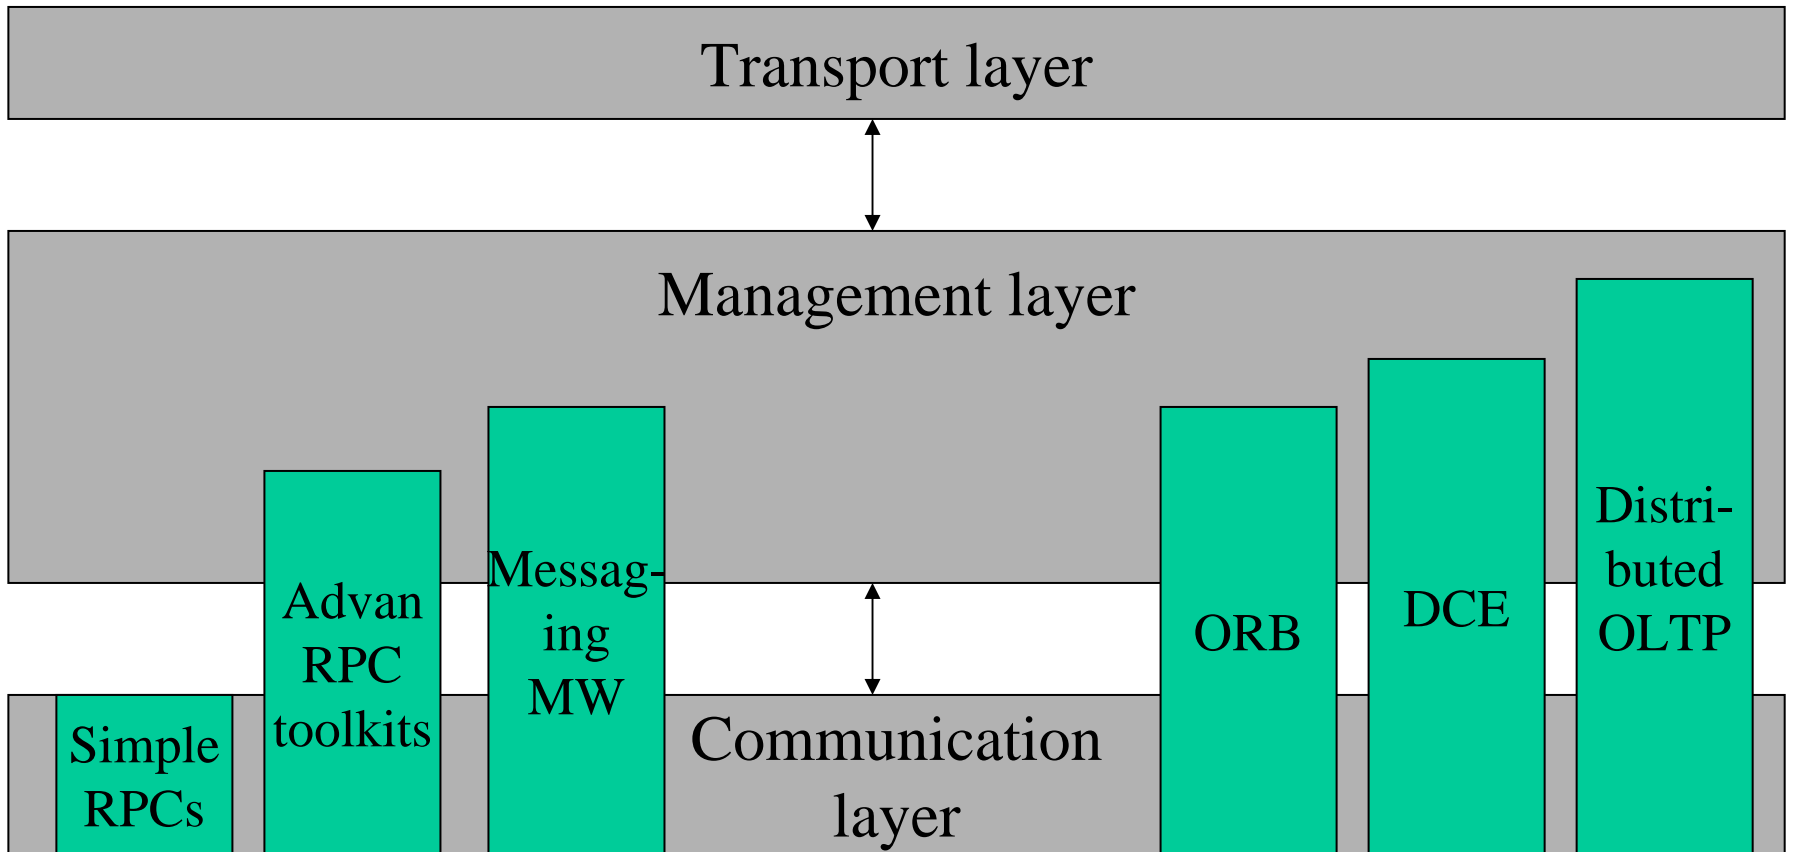 Transport layer
Management layer
Simple
RPCs
Advan
RPC
toolkits
Messag-
ing
MW
Communication
layer
ORB
DCE
Distri-
buted
OLTP